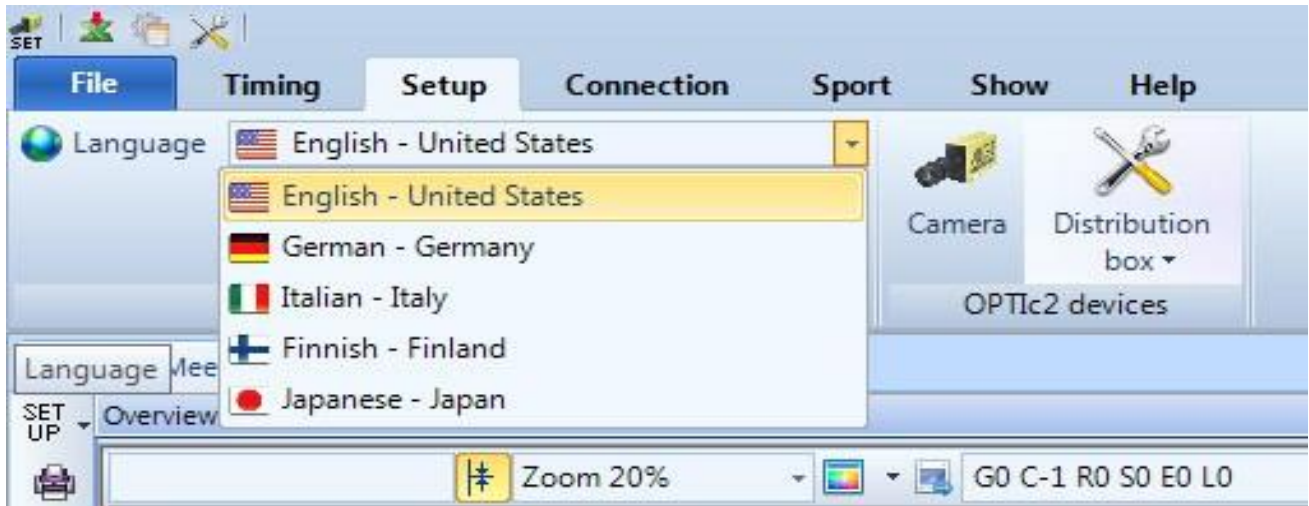 SET
File Timing Setup Connection Sport Show Help
Language English - United States
English - United States
German - Germany
Italian - Italy
Finnish - Finland
Japanese - Japan
Camera
Distribution
box
OPTIc2 devices
Language Mee
SET
UP
Overview
Zoom 20%
G0 C-1 R0 S0 E0 L0